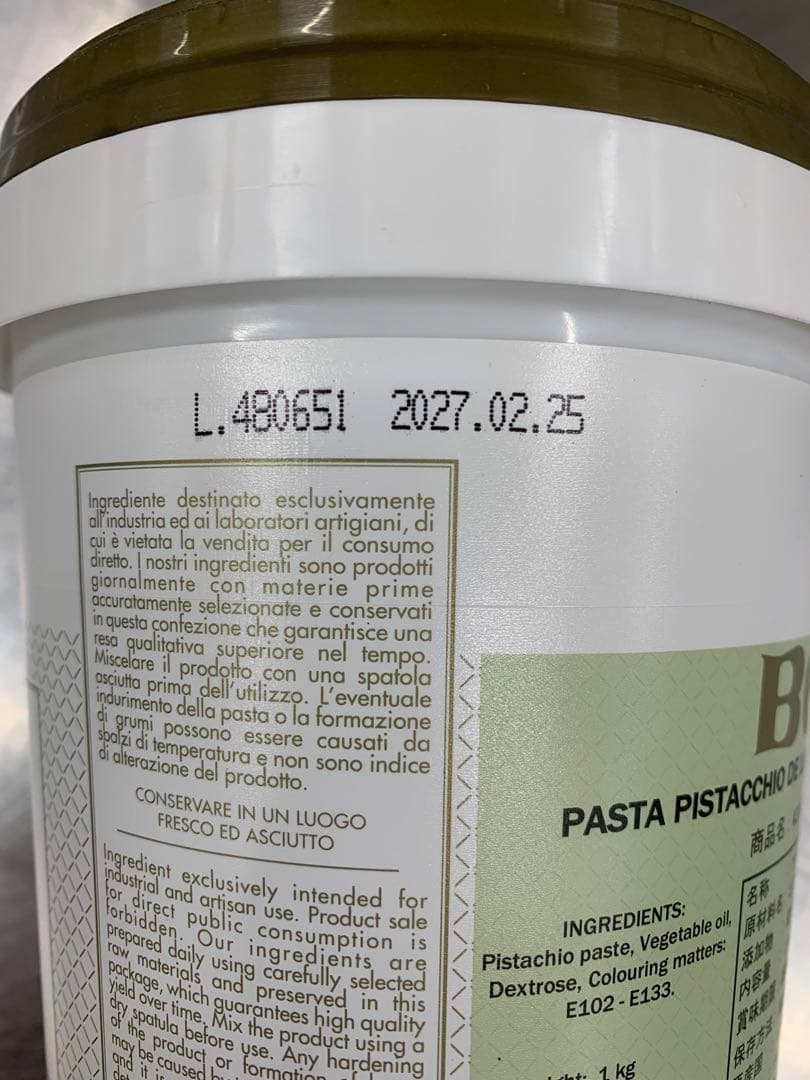 L.480651 2027.02.25
Ingrediente destinato esclusivamente
all'industria ed ai laboratori artigiani, di
cui è vietata la vendita per il consumo
diretto. I nostri ingredienti sono prodotti
giornalmente con materie prime
accuratamente selezionate e conservati
in questa confezione che garantisce una
resa qualitativa superiore nel tempo.
Miscelare il prodotto con una spatola
asciutta prima dell'utilizzo. L'eventuale
indurimento della pasta o la formazione
di grumi possono essere causati da
sbalzi di temperatura e non sono indice
di alterazione del prodotto.
CONSERVARE IN UN LUOGO
FRESCO ED ASCIUTTO
Ingredient exclusively intended for
industrial and artisan use. Product sale
for direct public consumption is
forbidden. Our ingredients are
prepared daily using carefully selected
raw materials and preserved in this
package, which guarantees high quality
yield over time. Mix the product using a
dry spatula before use. Any hardening
of the product or formation of
may be caused
and it is
B
PASTA PISTACCHIO DE
商品名
INGREDIENTS:
Pistachio paste, Vegetable oil,
Dextrose, Colouring matters:
E102 - E133.
1 kg
名称
原材料名
添加物
内容量
賞味期限
保存方法